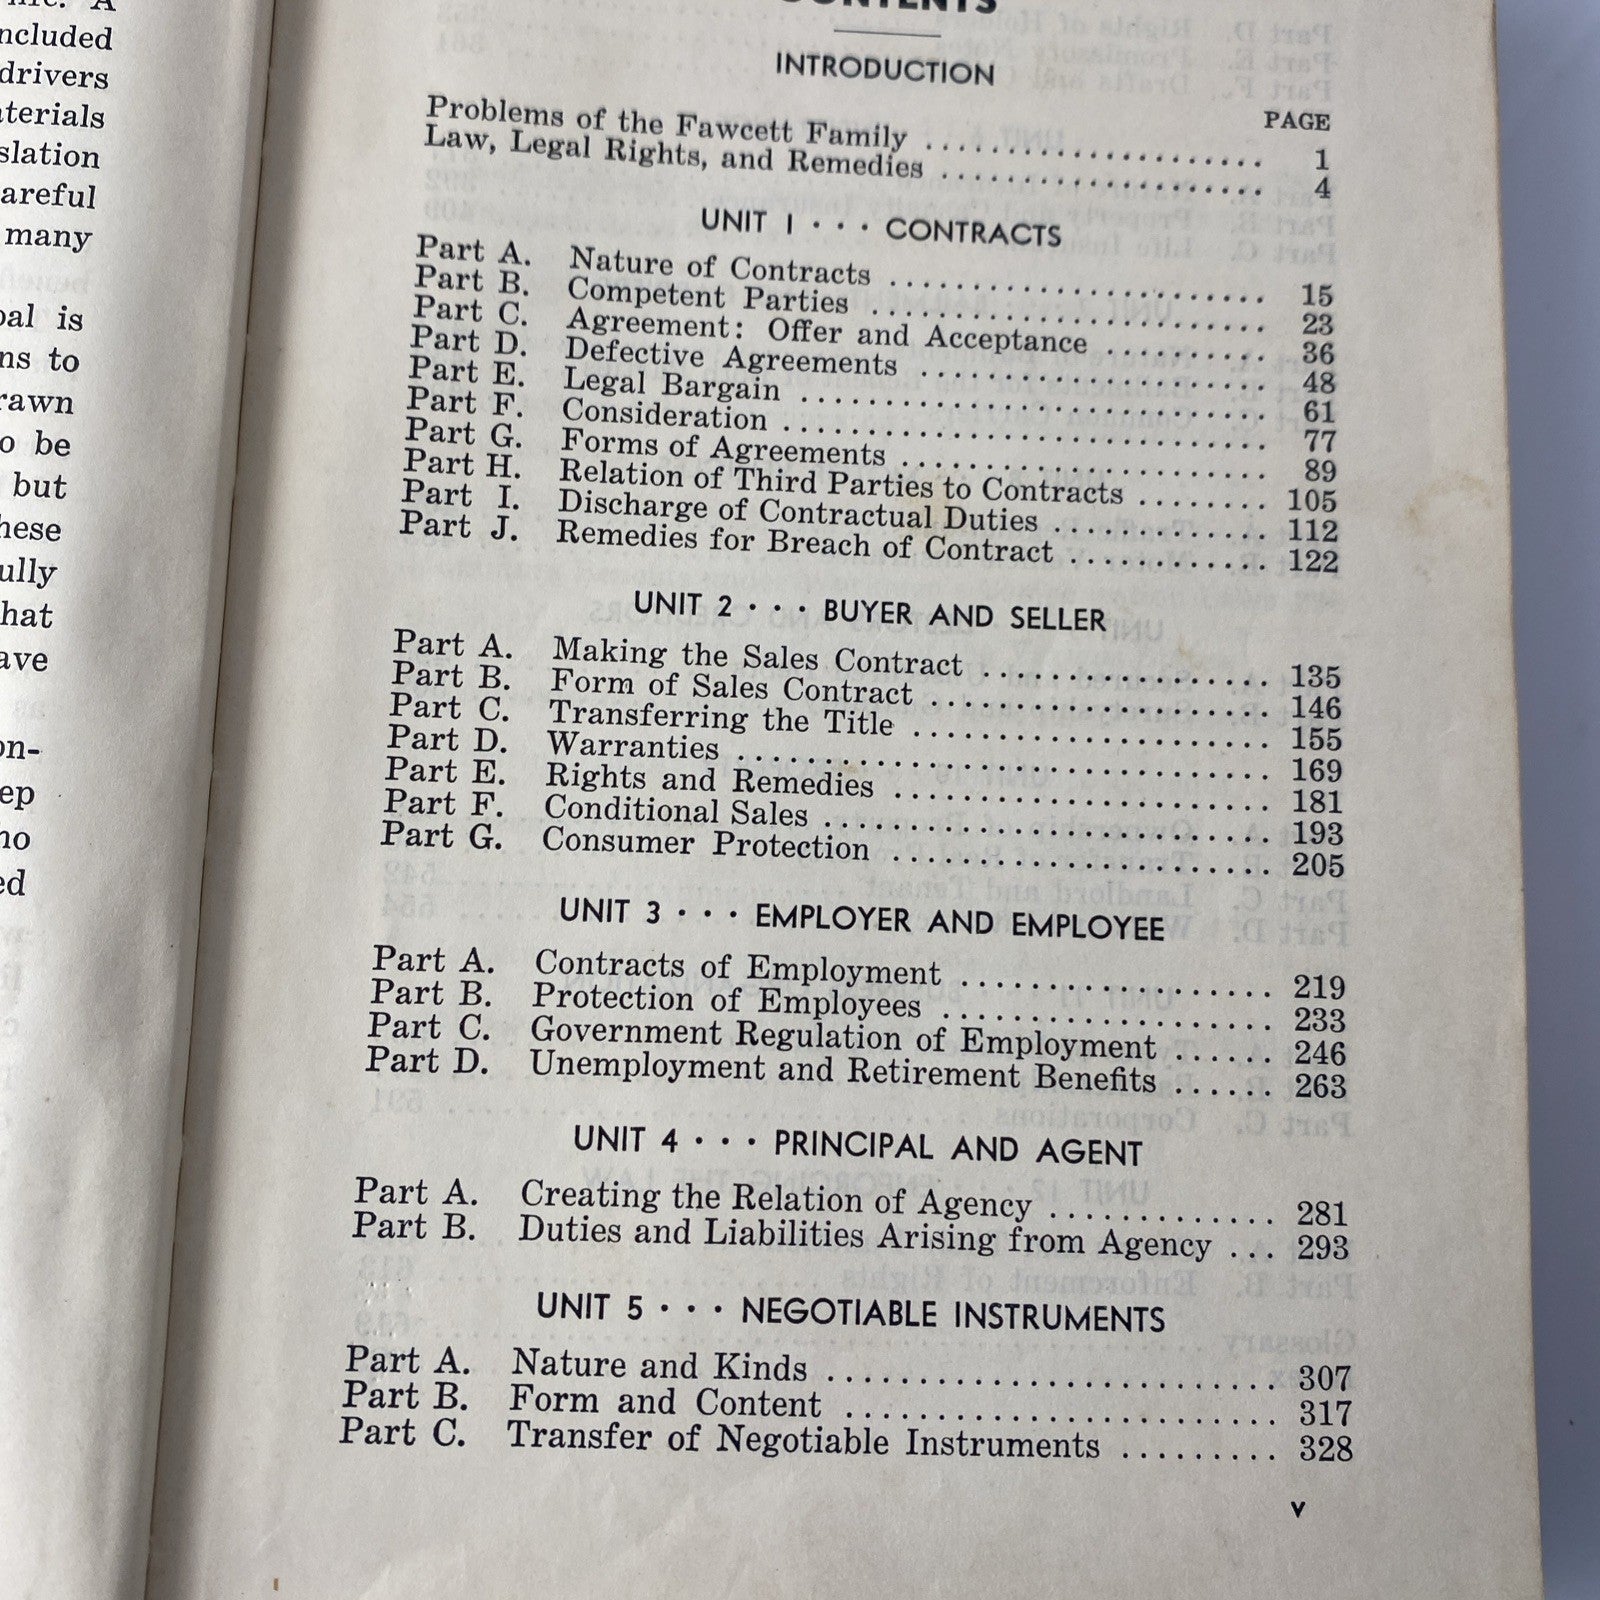 included
drivers
many
is
to
to be
but
CONTENTS
INTRODUCTION
PAGE
Problems of the Fawcett Family ...................... 1
Law, Legal Rights, and Remedies ..................... 4
UNIT 1 · · · CONTRACTS
Part A. Nature of Contracts ......................... 15
Part B. Competent Parties .......................... 23
Part C. Agreement: Offer and Acceptance .......... 36
Part D. Defective Agreements ...................... 48
Part E. Legal Bargain ............................. 61
Part F. Consideration .............................. 77
Part G. Forms of Agreements ....................... 89
Part H. Relation of Third Parties to Contracts ........ 105
Part I. Discharge of Contractual Duties ............. 112
Part J. Remedies for Breach of Contract ............ 122
UNIT 2 · · · BUYER AND SELLER
Part A. Making the Sales Contract ................. 135
Part B. Form of Sales Contract .................... 146
Part C. Transferring the Title ..................... 155
Part D. Warranties ................................ 169
Part E. Rights and Remedies ....................... 181
Part F. Conditional Sales .......................... 193
Part G. Consumer Protection ....................... 205
UNIT 3 · · · EMPLOYER AND EMPLOYEE
Part A. Contracts of Employment ................... 219
Part B. Protection of Employees .................... 233
Part C. Government Regulation of Employment ...... 246
Part D. Unemployment and Retirement Benefits ...... 263
UNIT 4 · · · PRINCIPAL AND AGENT
Part A. Creating the Relation of Agency ............. 281
Part B. Duties and Liabilities Arising from Agency ... 293
UNIT 5 · · · NEGOTIABLE INSTRUMENTS
Part A. Nature and Kinds .......................... 307
Part B. Form and Content ......................... 317
Part C. Transfer of Negotiable Instruments ......... 328
v